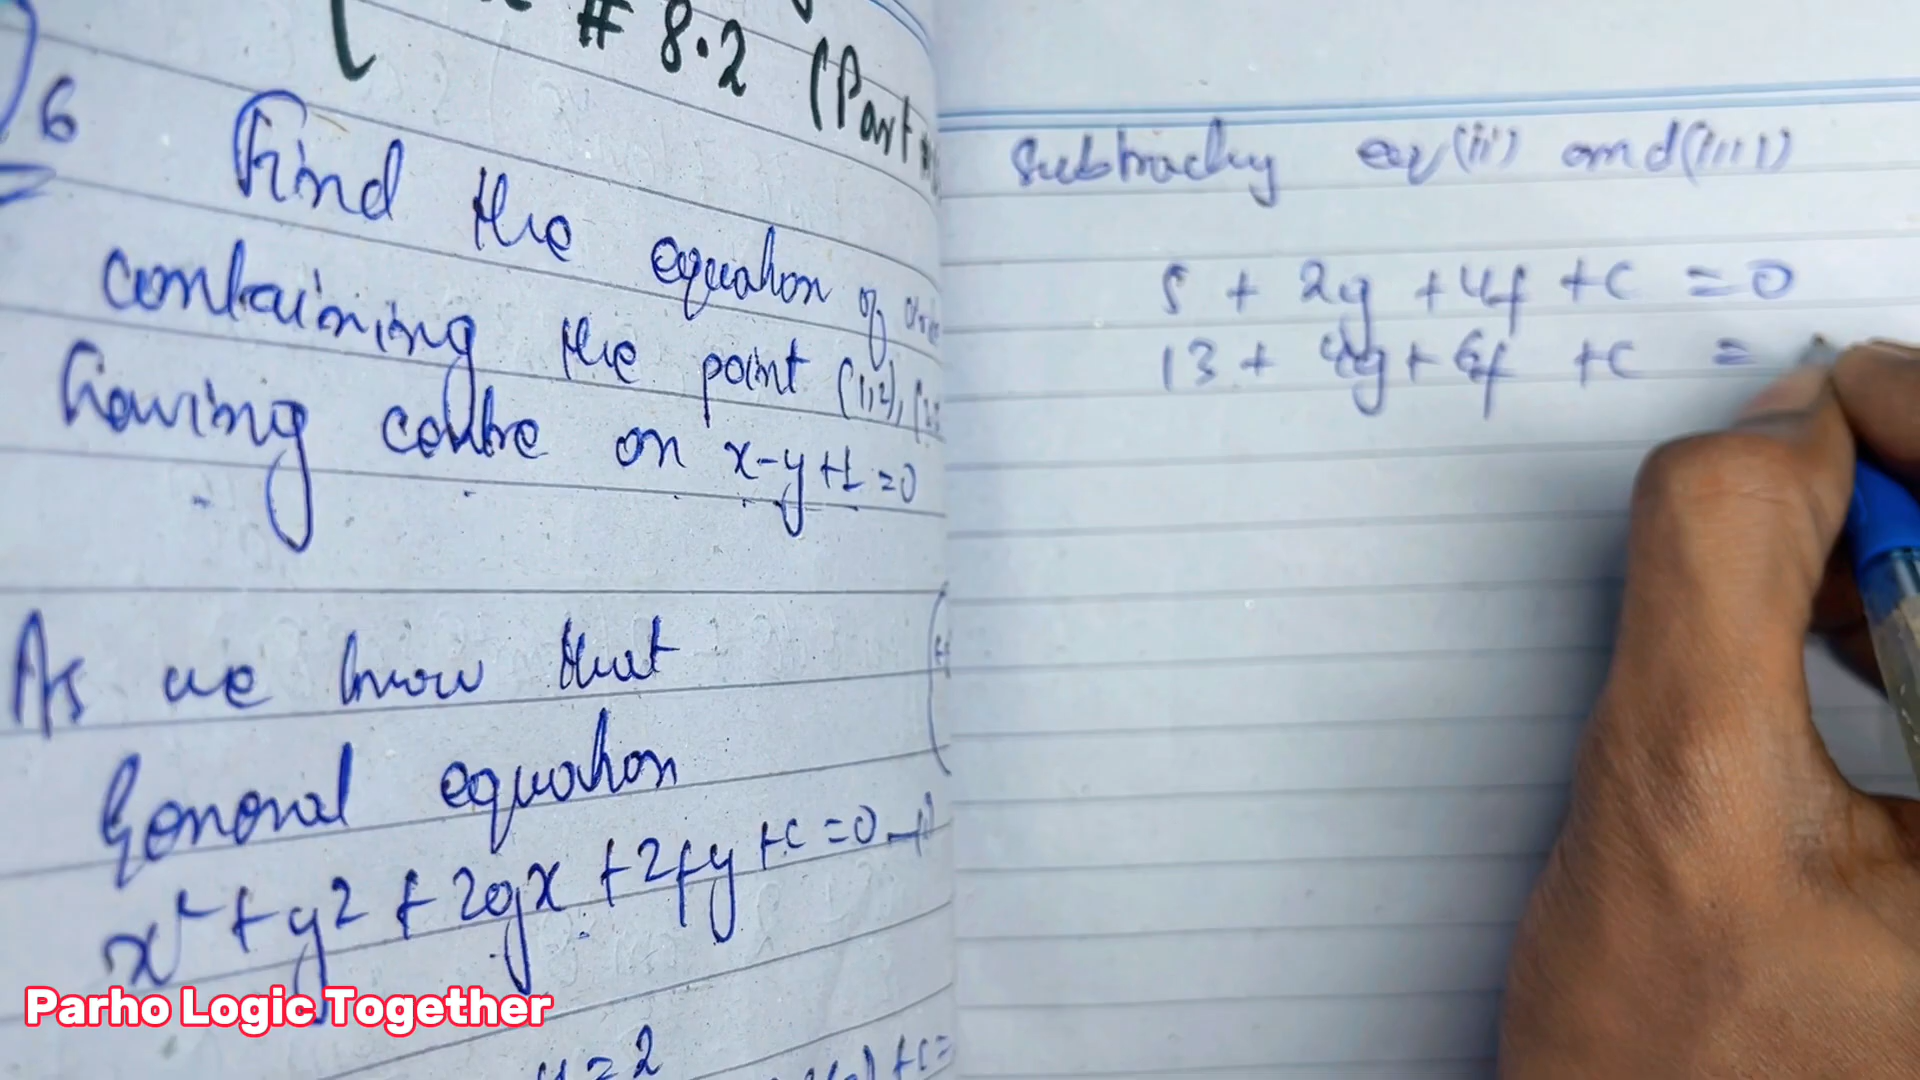 # 8.2 (Part
6 Find the equation of
containing the point (1,2),
having centre on x-y+1=0
As we know that
General equation
x²+y2+2gx+2fy+c=0
y=2
+c=
Subtracting eq(ii) and(iii)
5 + 2g +4f +c =0
13 + 4g+6f +c =
Parho Logic Together